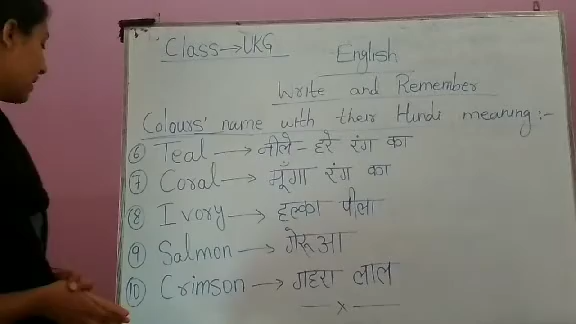 Class→UKG
English
Write and Remember
Colours' name with their Hindi meaning:-
⑥ Teal → नीले-हरे रंग का
⑦ Coral → मूँगा रंग का
⑧ Ivory → हल्का पीला
⑨ Salmon → गेरूआ
⑩ Crimson → गहरा लाल
—x—